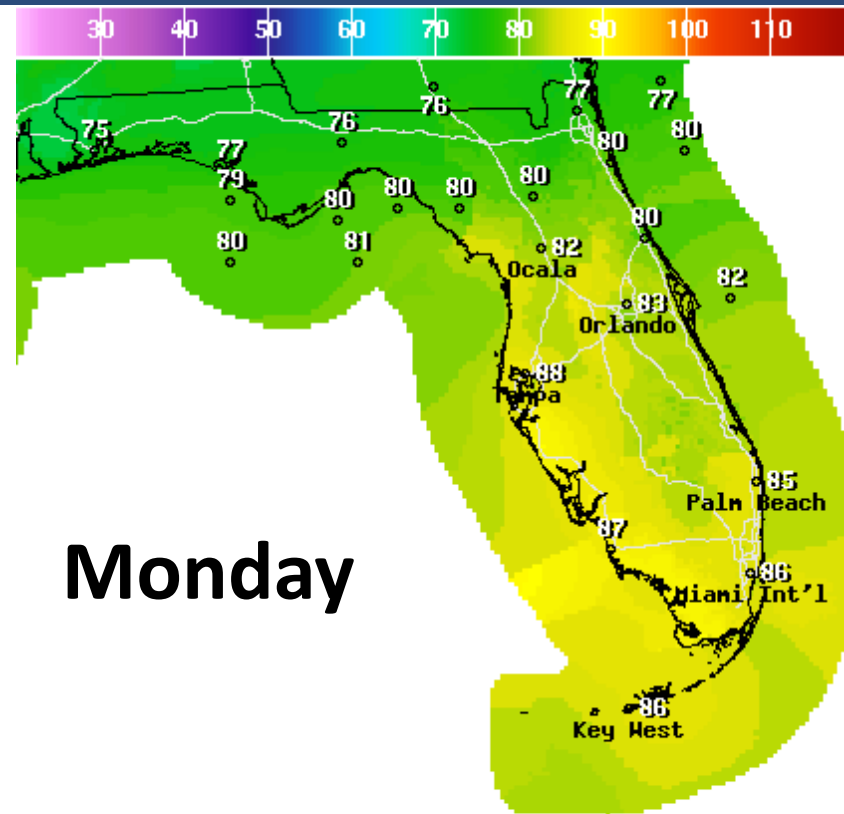 30 40 50 60 70 80 90 100 110
76 77 77
75 76 80 80
77
79 80 80 80 80
80
80 81 82
Ocala
82
83
Orlando
88
Tampa
85
Palm Beach
87
Monday
86
Miami Int'l
86
Key West